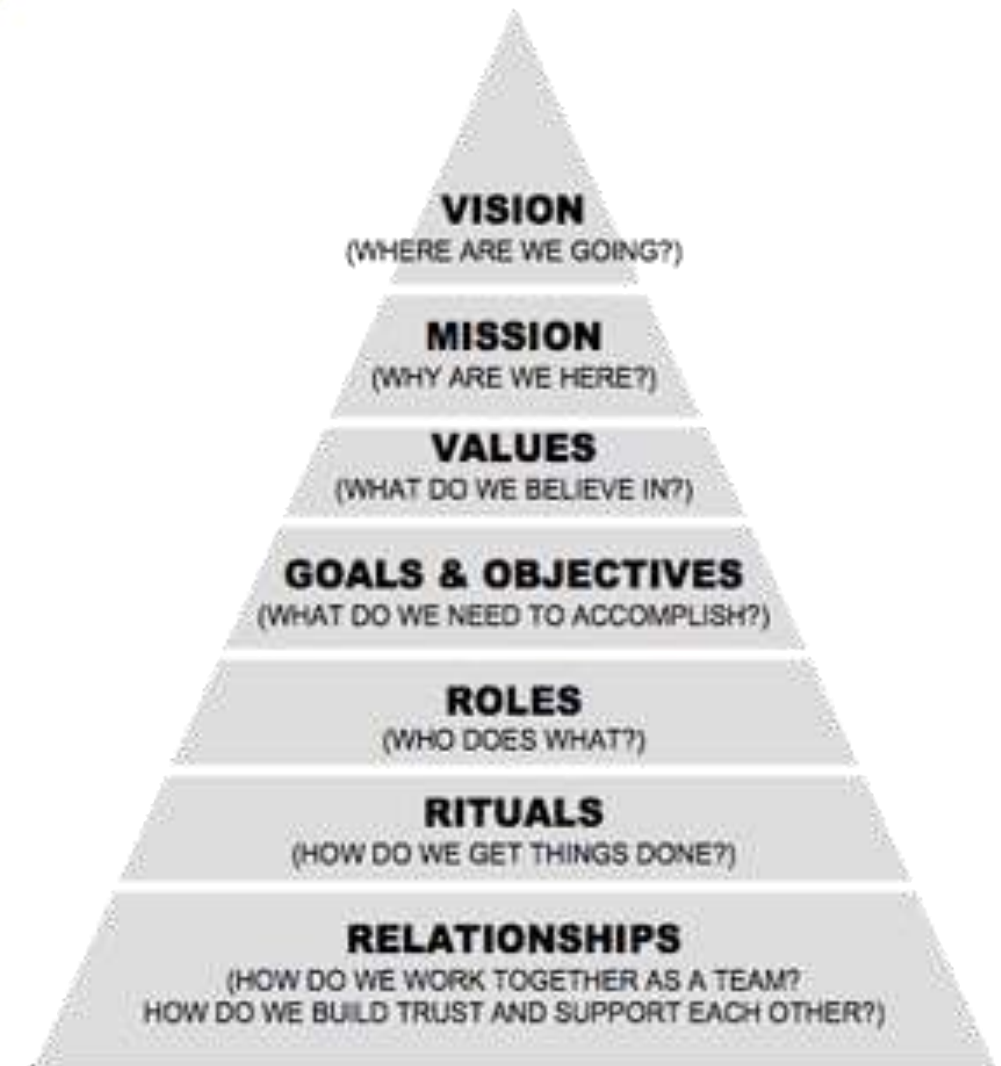 VISION
(WHERE ARE WE GOING?)
MISSION
(WHY ARE WE HERE?)
VALUES
(WHAT DO WE BELIEVE IN?)
GOALS & OBJECTIVES
(WHAT DO WE NEED TO ACCOMPLISH?)
ROLES
(WHO DOES WHAT?)
RITUALS
(HOW DO WE GET THINGS DONE?)
RELATIONSHIPS
(HOW DO WE WORK TOGETHER AS A TEAM?
HOW DO WE BUILD TRUST AND SUPPORT EACH OTHER?)